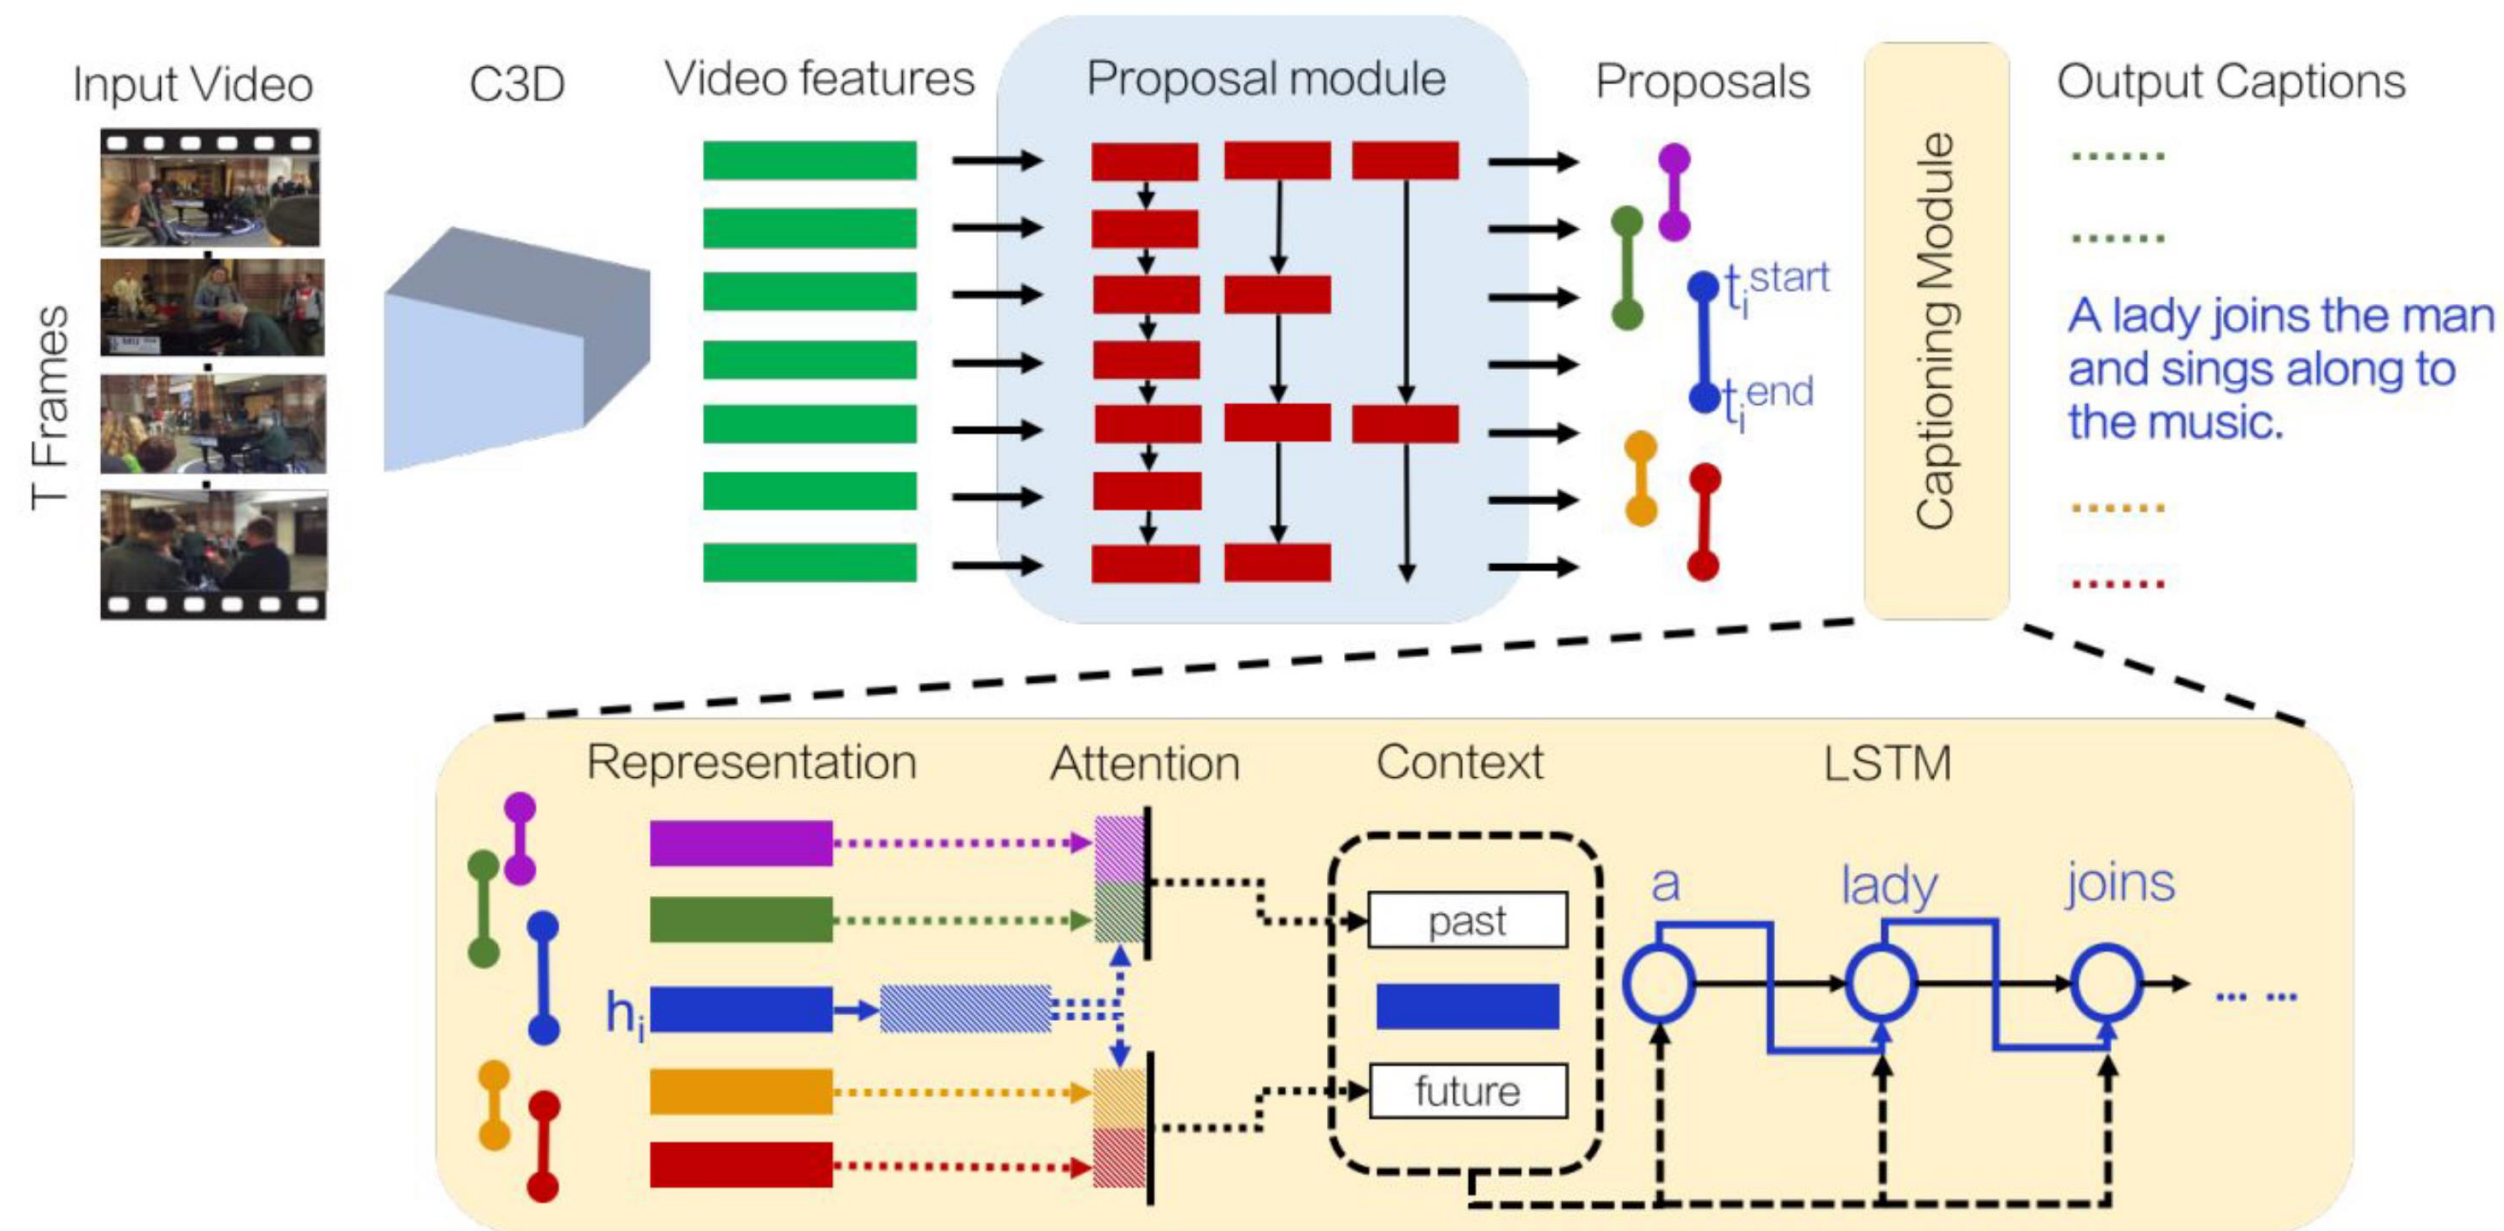 Input Video
C3D
Video features
Proposal module
Proposals
Captioning Module
Output Captions
T Frames
t_i^start
t_i^end
A lady joins the man
and sings along to
the music.
Representation
Attention
Context
LSTM
h_i
past
future
a
lady
joins
... ...